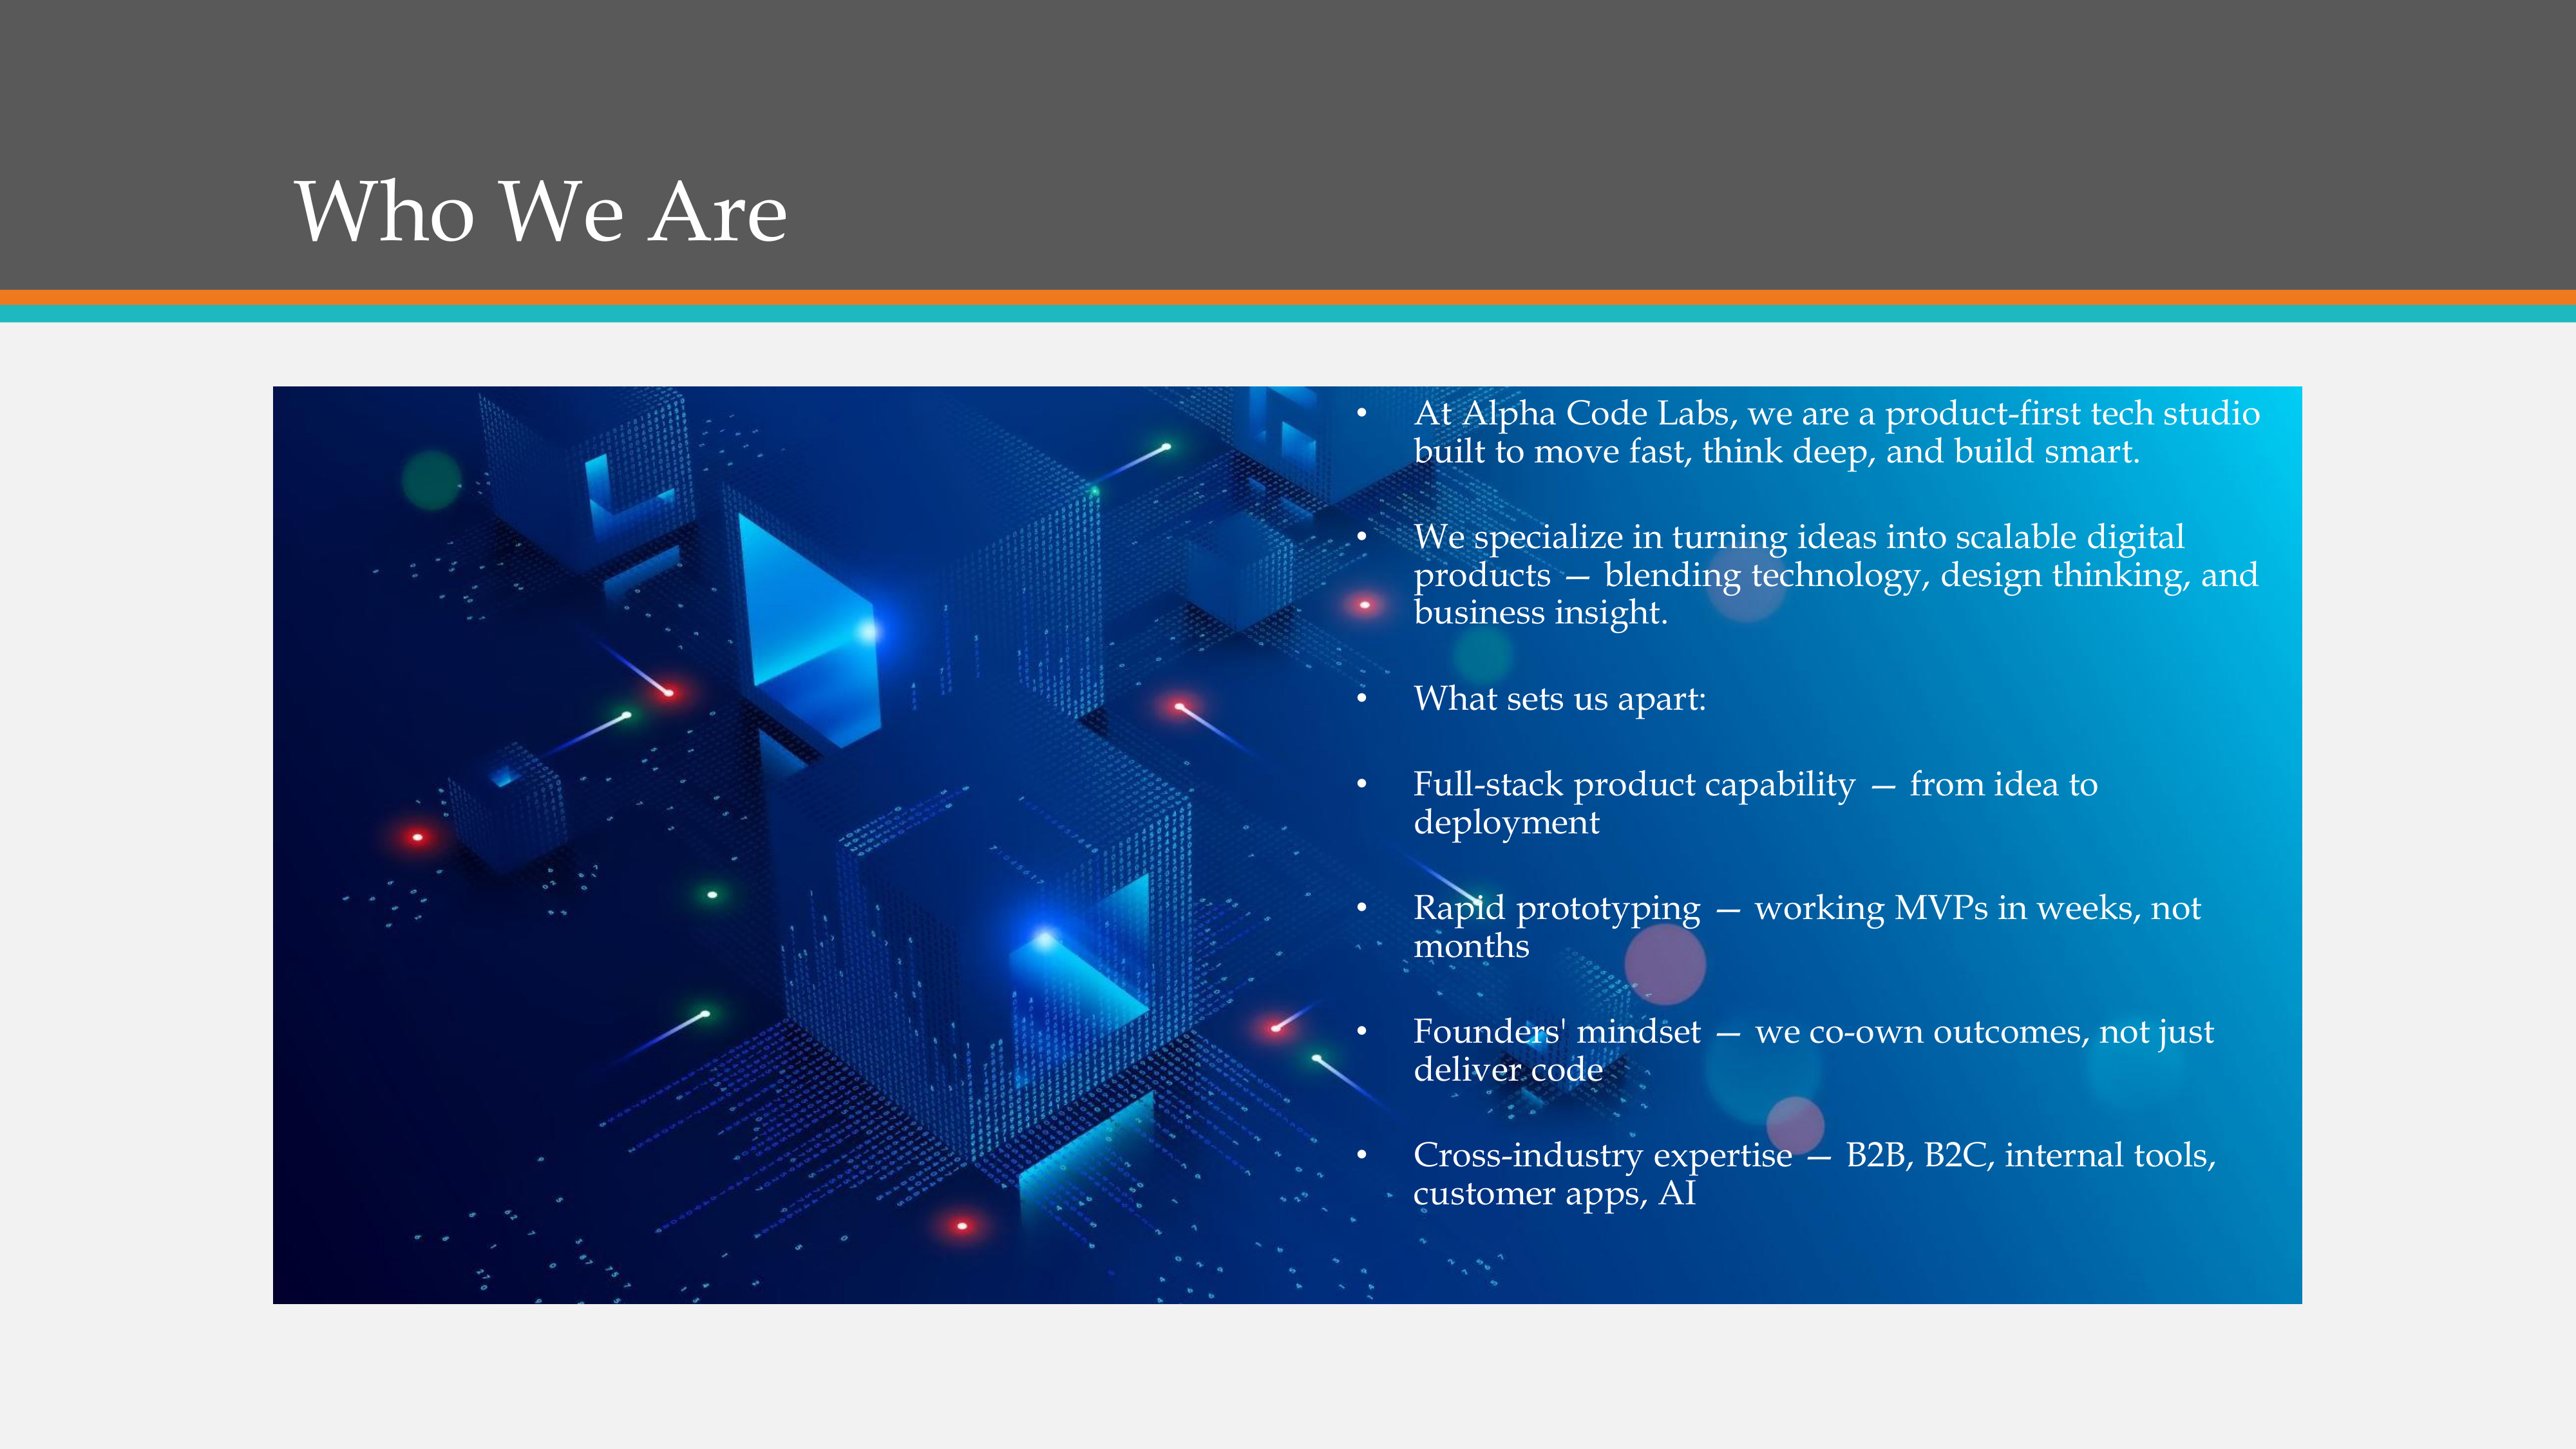 Who We Are
• At Alpha Code Labs, we are a product-first tech studio
built to move fast, think deep, and build smart.
• We specialize in turning ideas into scalable digital
products — blending technology, design thinking, and
business insight.
• What sets us apart:
• Full-stack product capability — from idea to
deployment
• Rapid prototyping — working MVPs in weeks, not
months
• Founders' mindset — we co-own outcomes, not just
deliver code
• Cross-industry expertise — B2B, B2C, internal tools,
customer apps, AI